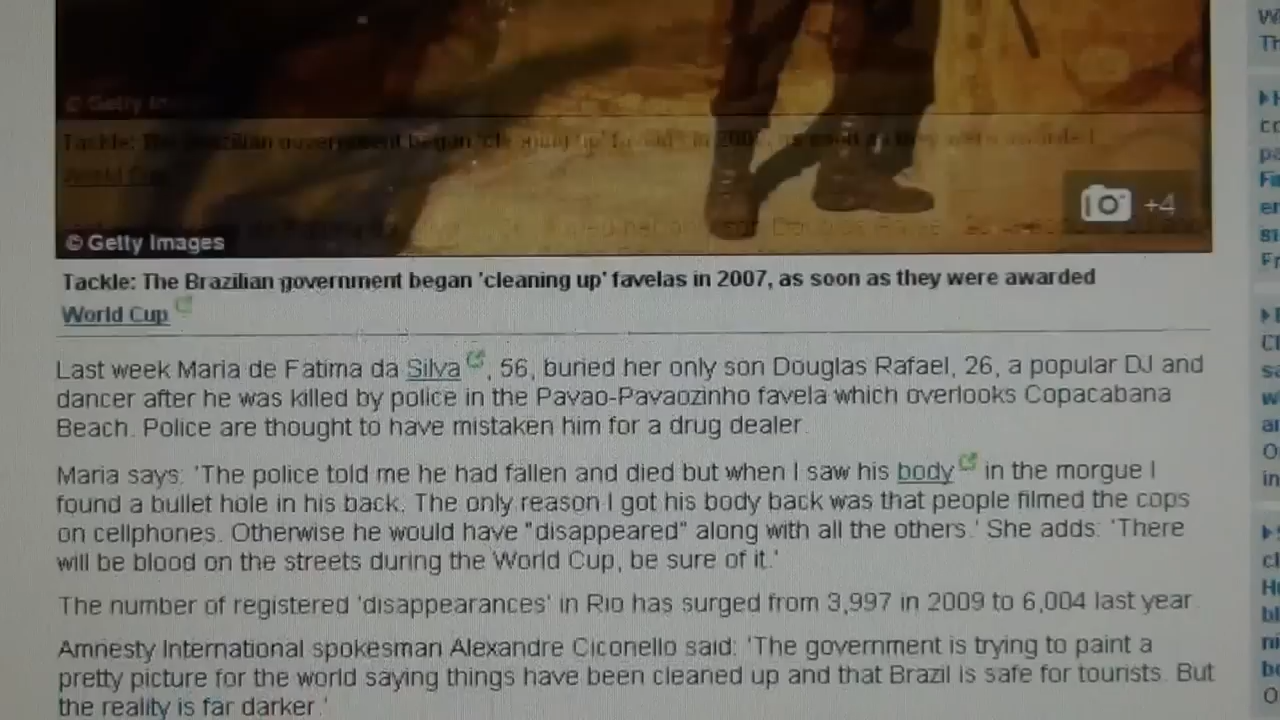 +4
© Getty Images
Tackle: The Brazilian government began 'cleaning up' favelas in 2007, as soon as they were awarded
World Cup
Last week Maria de Fatima da Silva, 56, buried her only son Douglas Rafael, 26, a popular DJ and
dancer after he was killed by police in the Pavao-Pavaozinho favela which overlooks Copacabana
Beach. Police are thought to have mistaken him for a drug dealer.
Maria says: 'The police told me he had fallen and died but when I saw his body in the morgue I
found a bullet hole in his back. The only reason I got his body back was that people filmed the cops
on cellphones. Otherwise he would have "disappeared" along with all the others.' She adds: 'There
will be blood on the streets during the World Cup, be sure of it.'
The number of registered 'disappearances' in Rio has surged from 3,997 in 2009 to 6,004 last year.
Amnesty International spokesman Alexandre Ciconello said: 'The government is trying to paint a
pretty picture for the world saying things have been cleaned up and that Brazil is safe for tourists. But
the reality is far darker.'